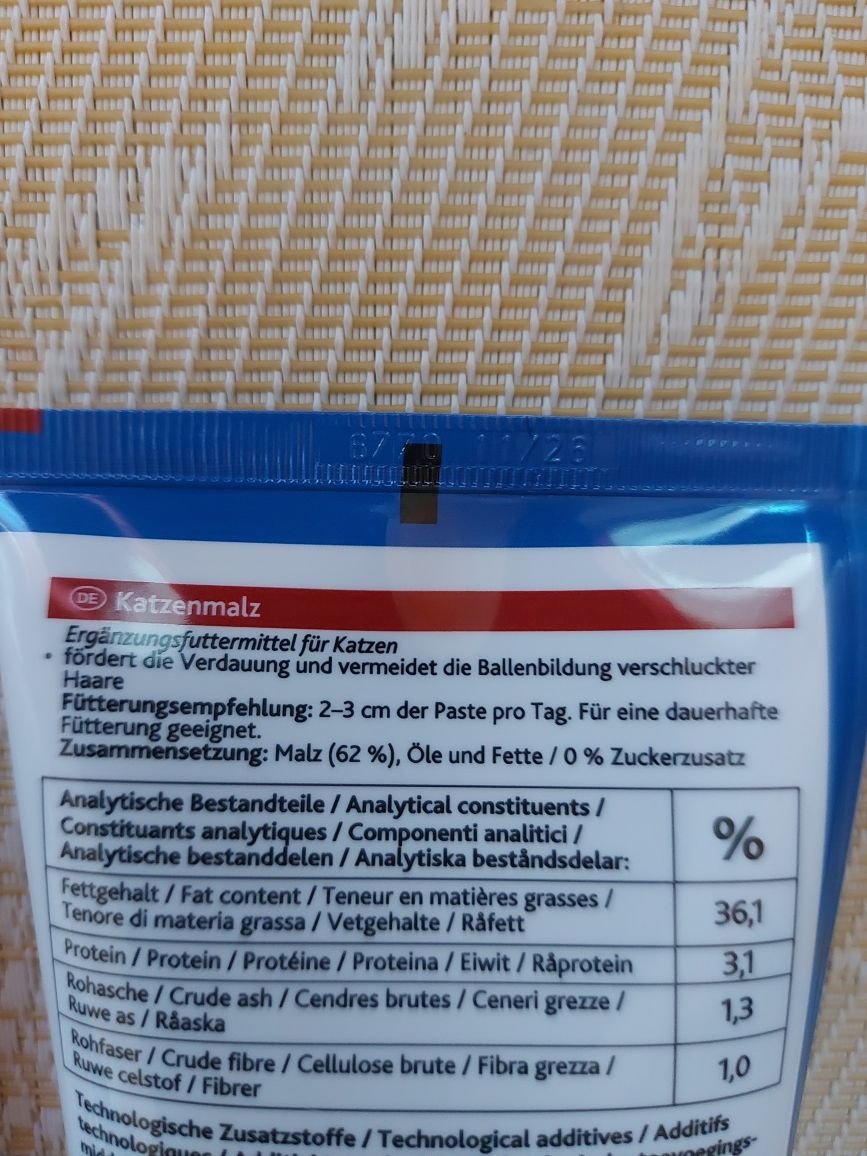 11/26
DE Katzenmalz
Ergänzungsfuttermittel für Katzen
• fördert die Verdauung und vermeidet die Ballenbildung verschluckter
Haare
Fütterungsempfehlung: 2–3 cm der Paste pro Tag. Für eine dauerhafte
Fütterung geeignet.
Zusammensetzung: Malz (62 %), Öle und Fette / 0 % Zuckerzusatz
Analytische Bestandteile / Analytical constituents /
Constituants analytiques / Componenti analitici /
Analytische bestanddelen / Analytiska beståndsdelar:
%
Fettgehalt / Fat content / Teneur en matières grasses /
Tenore di materia grassa / Vetgehalte / Råfett
36,1
Protein / Protein / Protéine / Proteina / Eiwit / Råprotein
3,1
Rohasche / Crude ash / Cendres brutes / Ceneri grezze /
Ruwe as / Råaska
1,3
Rohfaser / Crude fibre / Cellulose brute / Fibra grezza /
Ruwe celstof / Fibrer
1,0
Technologische Zusatzstoffe / Technological additives / Additifs
technologiques /